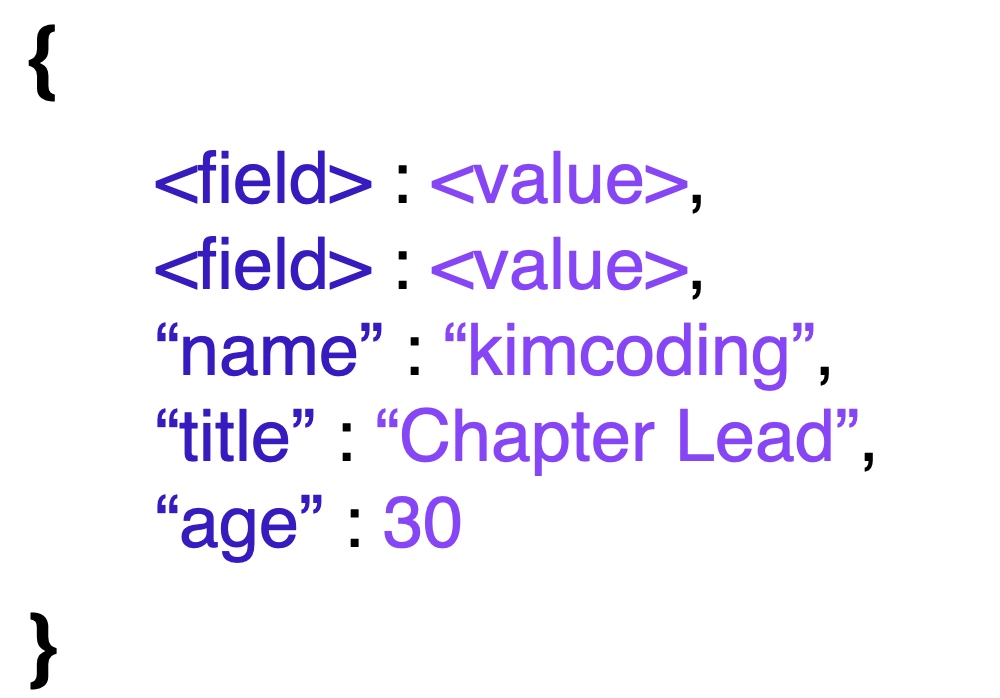 {
<field> : <value>,
<field> : <value>,
“name” : “kimcoding”,
“title” : “Chapter Lead”,
“age” : 30
}